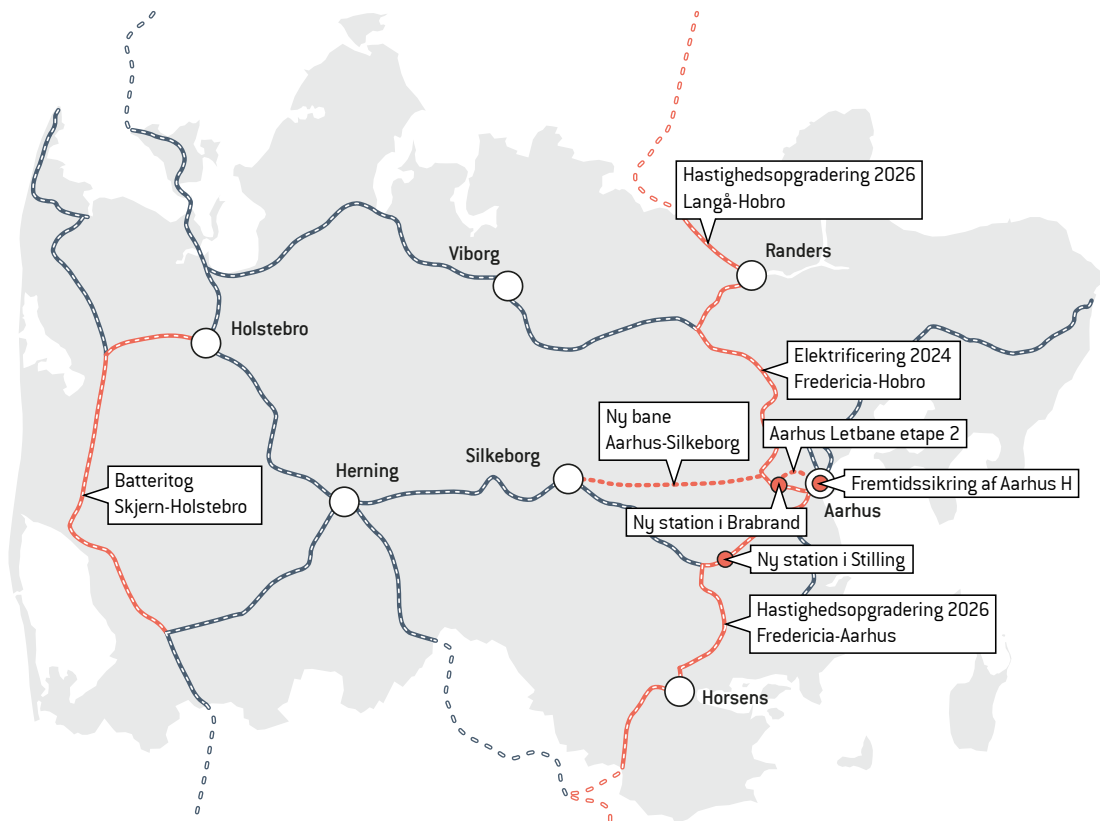 Hastighedsopgradering 2026
Langå-Hobro
Randers
Viborg
Holstebro
Elektrificering 2024
Fredericia-Hobro
Ny bane
Aarhus-Silkeborg
Aarhus Letbane etape 2
Silkeborg
Herning
Batteritog
Skjern-Holstebro
Fremtidssikring af Aarhus H
Aarhus
Ny station i Brabrand
Ny station i Stilling
Hastighedsopgradering 2026
Fredericia-Aarhus
Horsens